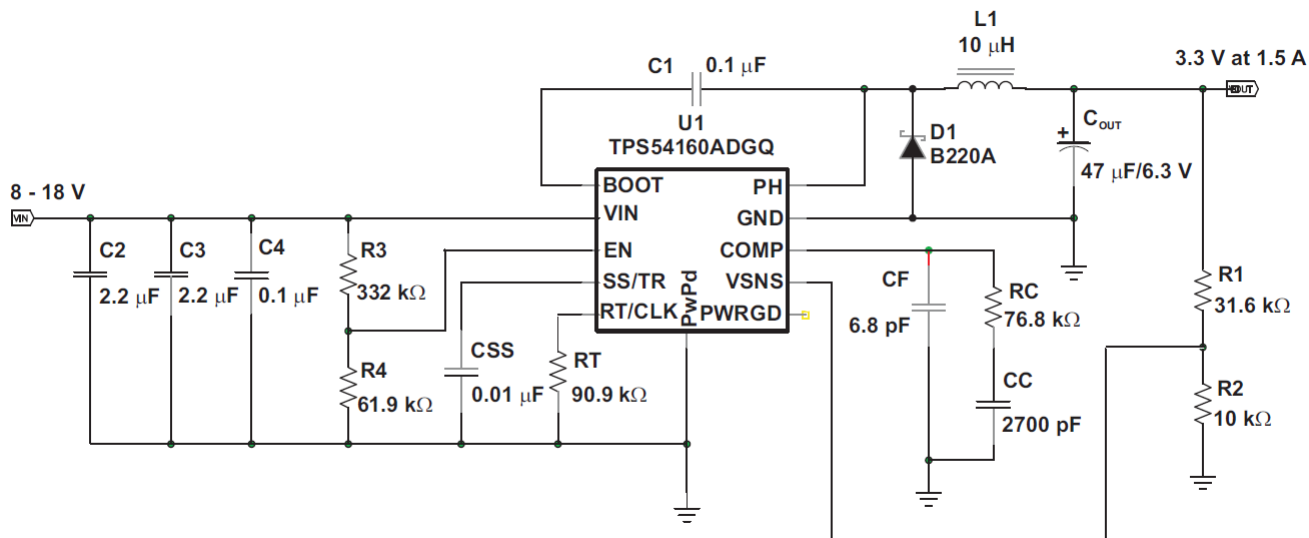 L1
10 μH
3.3 V at 1.5 A
C1
0.1 μF
U1
TPS54160ADGQ
D1
B220A
COUT
+
47 μF/6.3 V
8 - 18 V
VIN
BOOT
PH
VIN
GND
EN
COMP
SS/TR
VSNS
RT/CLK
PwPd
PWRGD
C2
2.2 μF
C3
2.2 μF
C4
0.1 μF
R3
332 kΩ
R4
61.9 kΩ
CSS
0.01 μF
RT
90.9 kΩ
CF
6.8 pF
RC
76.8 kΩ
CC
2700 pF
R1
31.6 kΩ
R2
10 kΩ